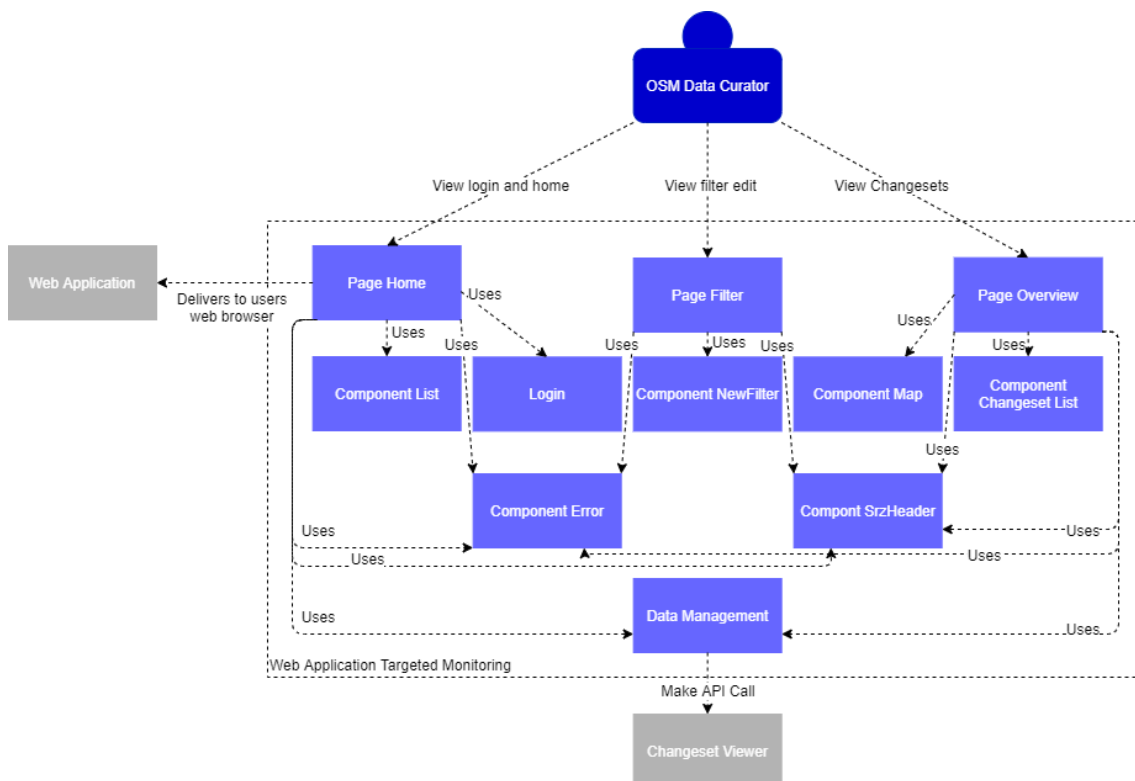 OSM Data Curator
View login and home
View filter edit
View Changesets
Web Application
Page Home
Page Filter
Page Overview
Delivers to users
web browser
Uses
Uses
Uses
Uses
Uses
Uses
Uses
Uses
Component List
Login
Component NewFilter
Component Map
Component
Changeset List
Uses
Component Error
Compont SrzHeader
Uses
Uses
Uses
Uses
Data Management
Uses
Uses
Web Application Targeted Monitoring
Make API Call
Changeset Viewer